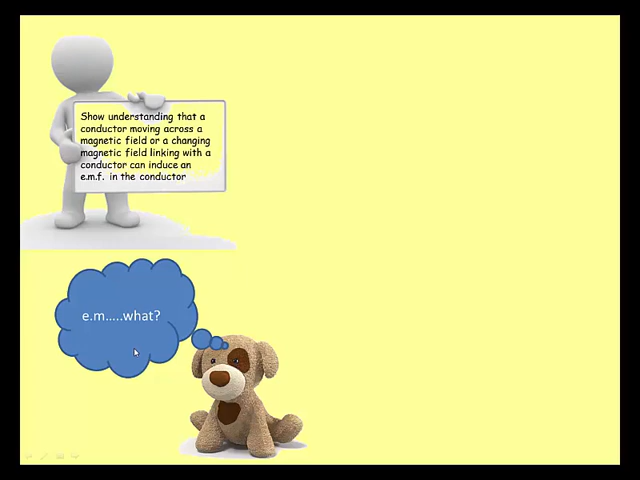 Show understanding that a
conductor moving across a
magnetic field or a changing
magnetic field linking with a
conductor can induce an
e.m.f. in the conductor
e.m.....what?